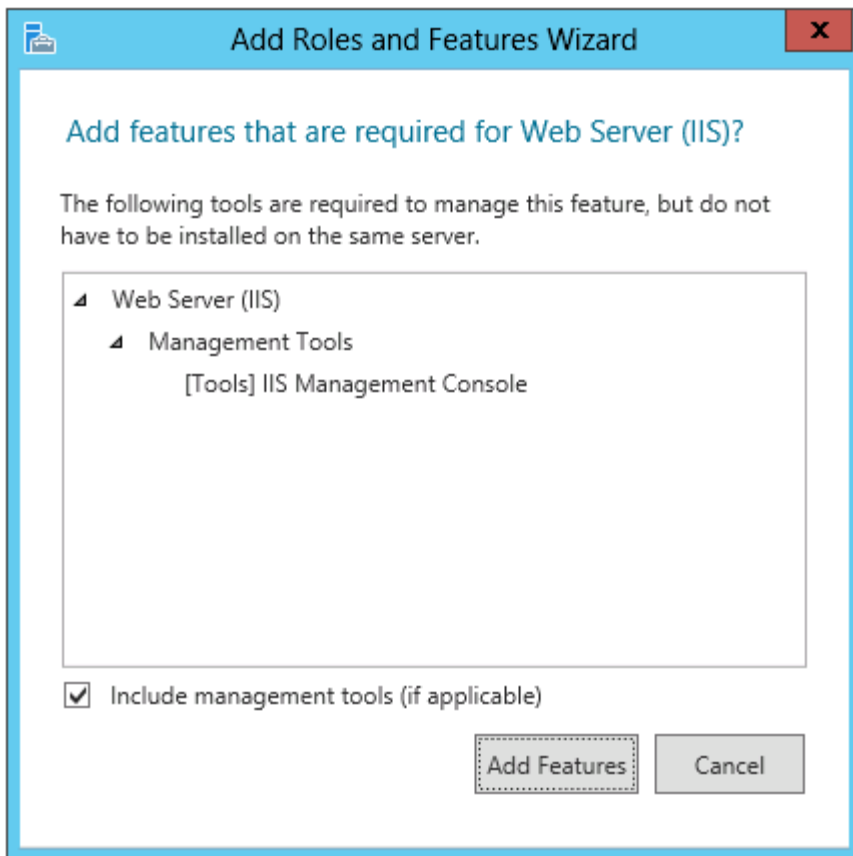 Add Roles and Features Wizard
x
Add features that are required for Web Server (IIS)?
The following tools are required to manage this feature, but do not
have to be installed on the same server.
Web Server (IIS)
Management Tools
[Tools] IIS Management Console
Include management tools (if applicable)
Add Features
Cancel